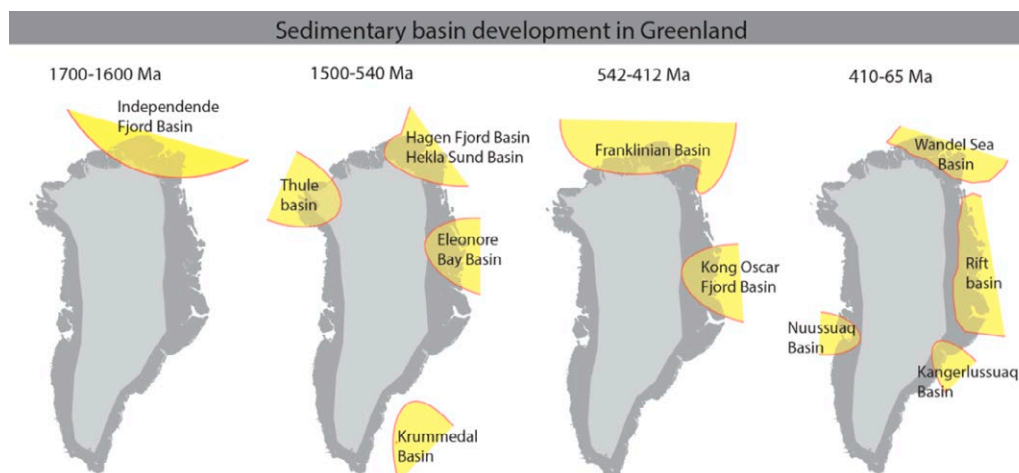 Sedimentary basin development in Greenland
1700-1600 Ma
Independende
Fjord Basin
1500-540 Ma
Hagen Fjord Basin
Hekla Sund Basin
Thule
basin
Eleonore
Bay Basin
Krummedal
Basin
542-412 Ma
Franklinian Basin
Kong Oscar
Fjord Basin
410-65 Ma
Wandel Sea
Basin
Rift
basin
Nuussuaq
Basin
Kangerlussuaq
Basin